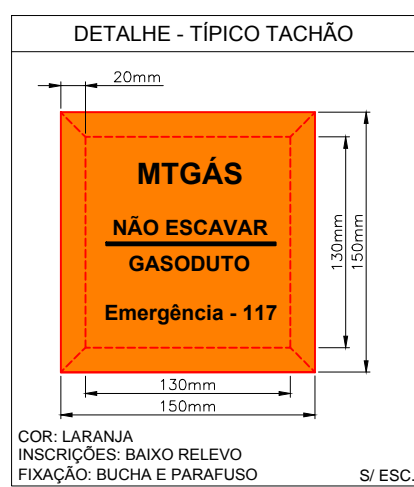 DETALHE - TÍPICO TACHÃO
20mm
MTGÁS
NÃO ESCAVAR
GASODUTO
Emergência - 117
130mm
150mm
130mm
150mm
COR: LARANJA
INSCRIÇÕES: BAIXO RELEVO
FIXAÇÃO: BUCHA E PARAFUSO
S/ ESC.